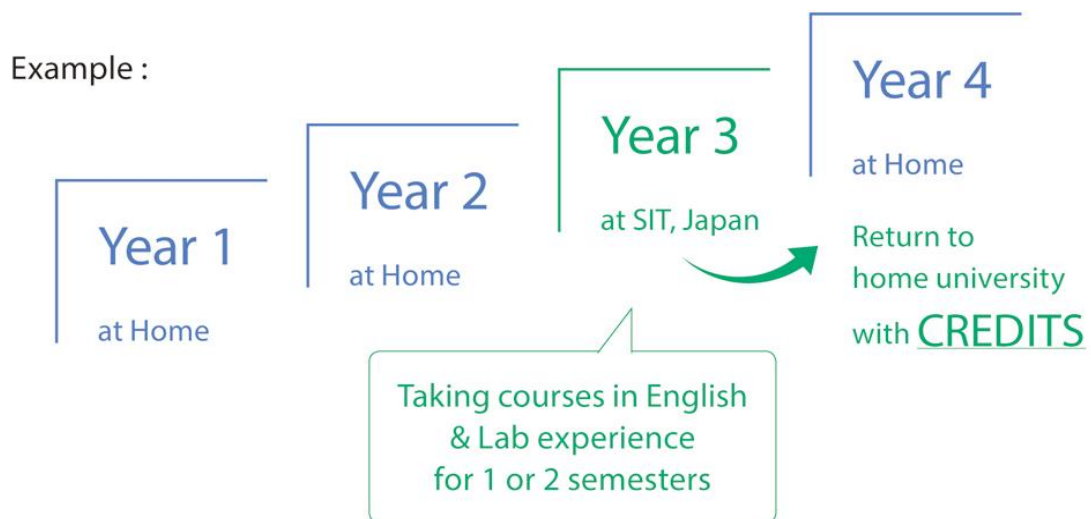 Example :
Year 1
at Home
Year 2
at Home
Year 3
at SIT, Japan
Taking courses in English
& Lab experience
for 1 or 2 semesters
Year 4
at Home
Return to
home university
with CREDITS